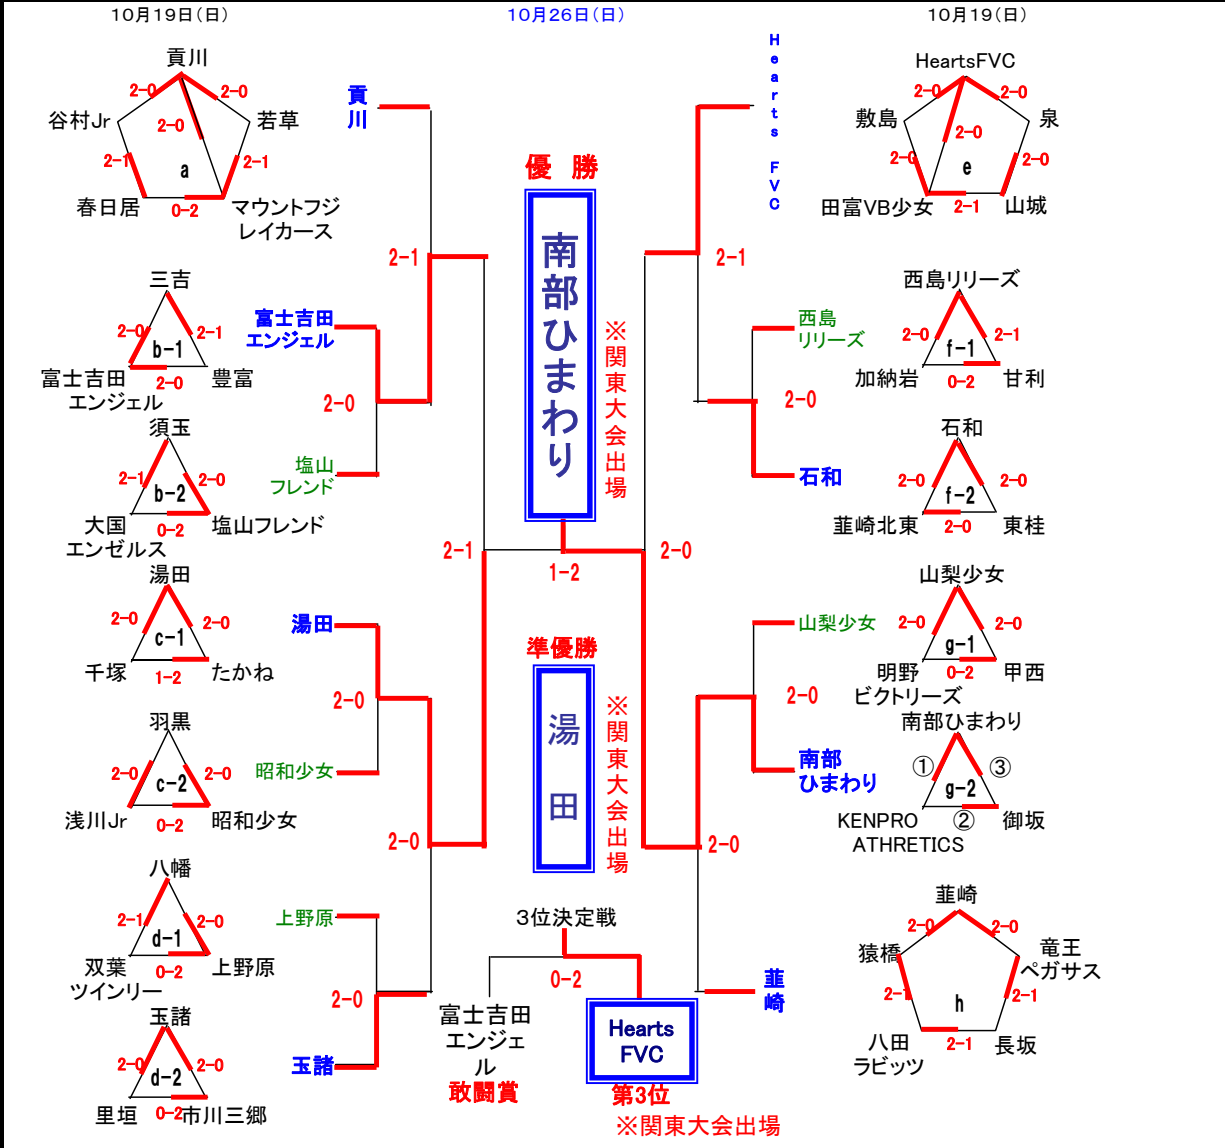 10月19日(日)
10月26日(日)
10月19(日)
貢川
2-0
2-0
谷村Jr
2-0
若草
2-1
a
2-1
春日居
0-2
マウントフジ
レイカース
三吉
2-0
2-1
b-1
富士吉田
エンジェル
2-0
豊富
須玉
2-1
2-0
b-2
大国
エンゼルス
0-2
塩山フレンド
湯田
2-0
2-0
c-1
千塚
1-2
たかね
羽黒
2-0
2-0
c-2
浅川Jr
0-2
昭和少女
八幡
2-1
2-0
d-1
双葉
ツインリー
0-2
上野原
玉諸
2-0
2-0
d-2
里垣
0-2
市川三郷
貢川
2-1
富士吉田
エンジェル
2-0
塩山
フレンド
2-1
湯田
2-0
昭和少女
2-0
上野原
2-0
玉諸
優 勝
南部ひまわり
※関東大会出場
1-2
準優勝
湯田
※関東大会出場
3位決定戦
0-2
富士吉田
エンジェ
ル
敢闘賞
Hearts
FVC
第3位
※関東大会出場
Hearts FVC
2-1
西島
リリーズ
2-0
石和
2-0
山梨少女
2-0
南部
ひまわり
2-0
韮崎
HeartsFVC
2-0
2-0
敷島
2-0
泉
2-0
e
2-0
田富VB少女
2-1
山城
西島リリーズ
2-0
2-1
f-1
加納岩
0-2
甘利
石和
2-0
2-0
f-2
韮崎北東
2-0
東桂
山梨少女
2-0
2-0
g-1
明野
ビクトリーズ
0-2
甲西
南部ひまわり
①
③
g-2
KENPRO
ATHRETICS
②
御坂
韮崎
2-0
2-0
猿橋
竜王
ペガサス
2-1
2-1
h
八田
ラビッツ
2-1
長坂